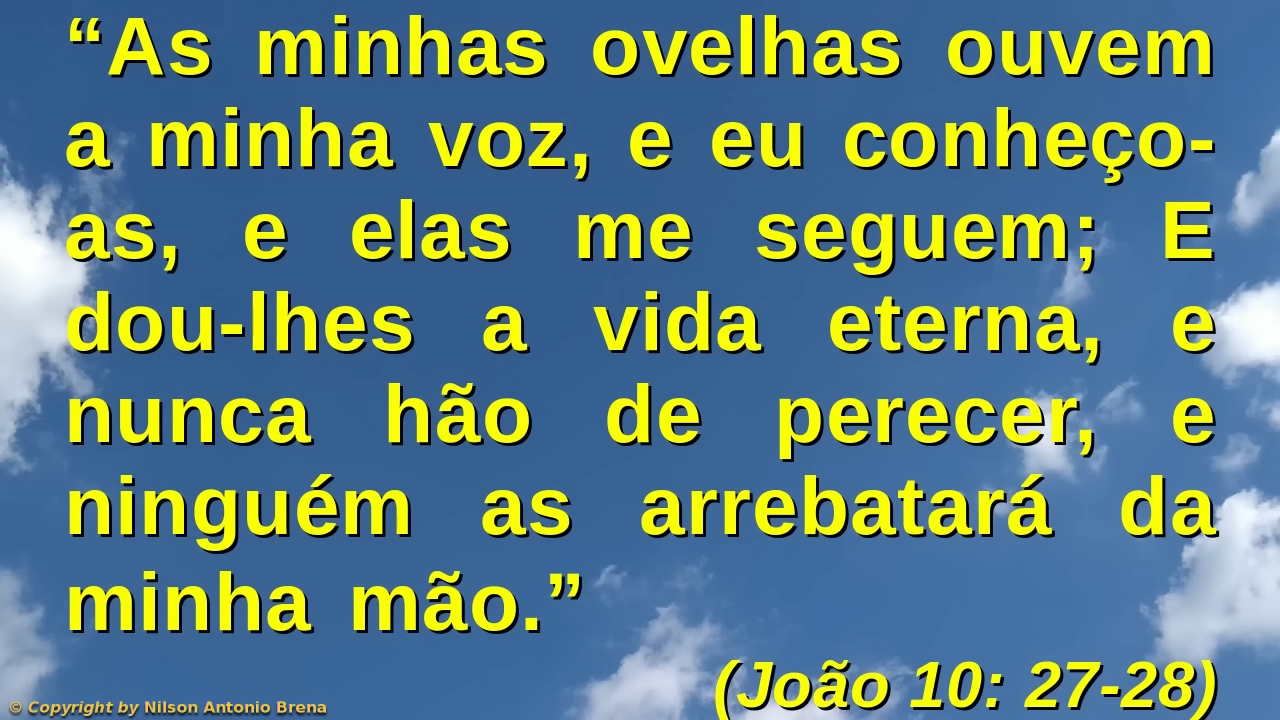 “As minhas ovelhas ouvem
a minha voz, e eu conheço-
as, e elas me seguem; E
dou-lhes a vida eterna, e
nunca hão de perecer, e
ninguém as arrebatará da
minha mão.”
(João 10: 27-28)
© Copyright by Nilson Antonio Brena